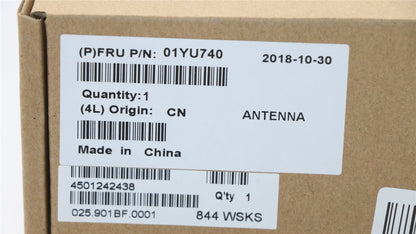 (P)FRU P/N: 01YU740
2018-10-30
Quantity:1
(4L) Origin: CN
ANTENNA
Made in China
4501242438
Q'ty 1
025.901BF.0001
844 WSKS